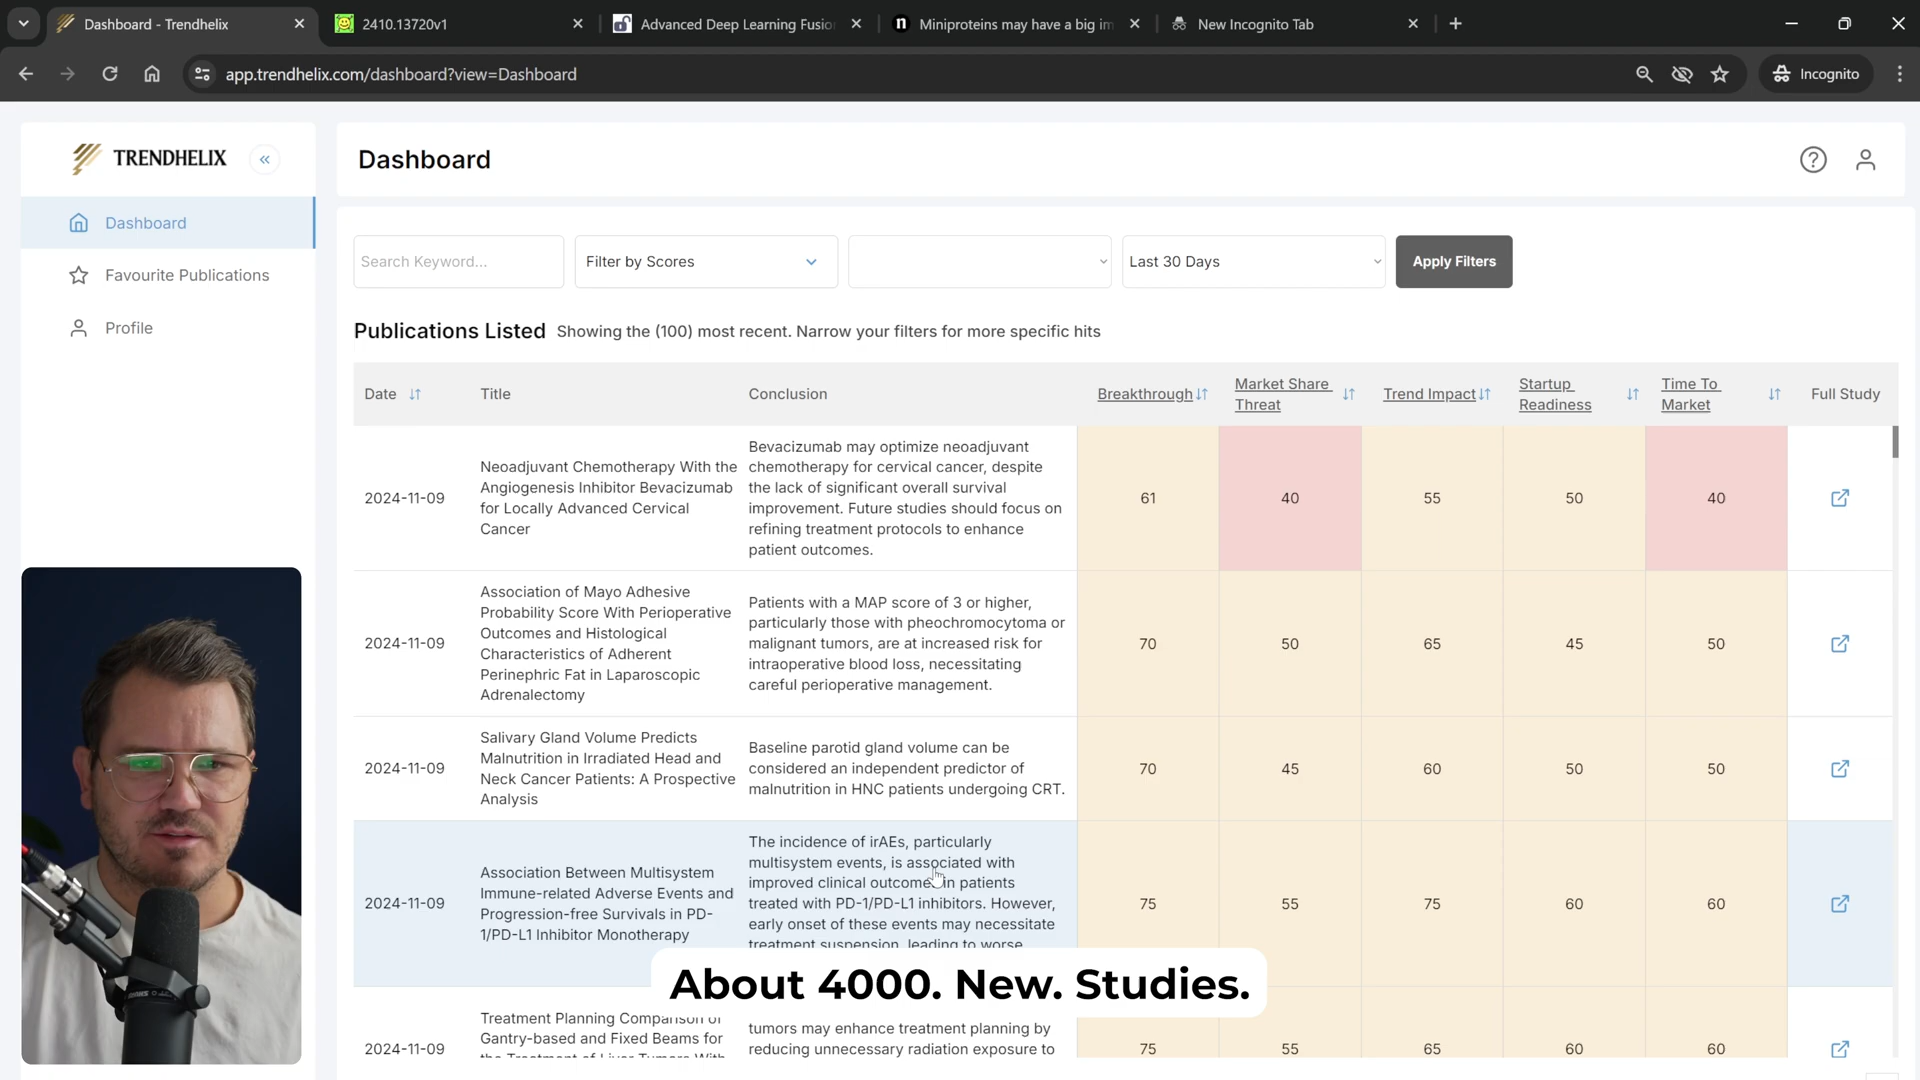 Dashboard - Trendhelix
2410.13720v1
Advanced Deep Learning Fusio
Miniproteins may have a big im
New Incognito Tab
app.trendhelix.com/dashboard?view=Dashboard
Incognito
TRENDHELIX
Dashboard
Favourite Publications
Profile
Dashboard
Search Keyword...
Filter by Scores
Last 30 Days
Apply Filters
Publications Listed Showing the (100) most recent. Narrow your filters for more specific hits
Date
Title
Conclusion
Breakthrough
Market Share
Threat
Trend Impact
Startup
Readiness
Time To
Market
Full Study
2024-11-09
Neoadjuvant Chemotherapy With the
Angiogenesis Inhibitor Bevacizumab
for Locally Advanced Cervical
Cancer
Bevacizumab may optimize neoadjuvant
chemotherapy for cervical cancer, despite
the lack of significant overall survival
improvement. Future studies should focus on
refining treatment protocols to enhance
patient outcomes.
61
40
55
50
40
2024-11-09
Association of Mayo Adhesive
Probability Score With Perioperative
Outcomes and Histological
Characteristics of Adherent
Perinephric Fat in Laparoscopic
Adrenalectomy
Patients with a MAP score of 3 or higher,
particularly those with pheochromocytoma or
malignant tumors, are at increased risk for
intraoperative blood loss, necessitating
careful perioperative management.
70
50
65
45
50
2024-11-09
Salivary Gland Volume Predicts
Malnutrition in Irradiated Head and
Neck Cancer Patients: A Prospective
Analysis
Baseline parotid gland volume can be
considered an independent predictor of
malnutrition in HNC patients undergoing CRT.
70
45
60
50
50
2024-11-09
Association Between Multisystem
Immune-related Adverse Events and
Progression-free Survivals in PD-
1/PD-L1 Inhibitor Monotherapy
The incidence of irAEs, particularly
multisystem events, is associated with
improved clinical outcomes in patients
treated with PD-1/PD-L1 inhibitors. However,
early onset of these events may necessitate
treatment suspension, leading to worse
75
55
75
60
60
About 4000. New. Studies.
2024-11-09
Treatment Planning Comparison of
Gantry-based and Fixed Beams for
the Treatment of Liver Tumors With
tumors may enhance treatment planning by
reducing unnecessary radiation exposure to
75
55
65
60
60